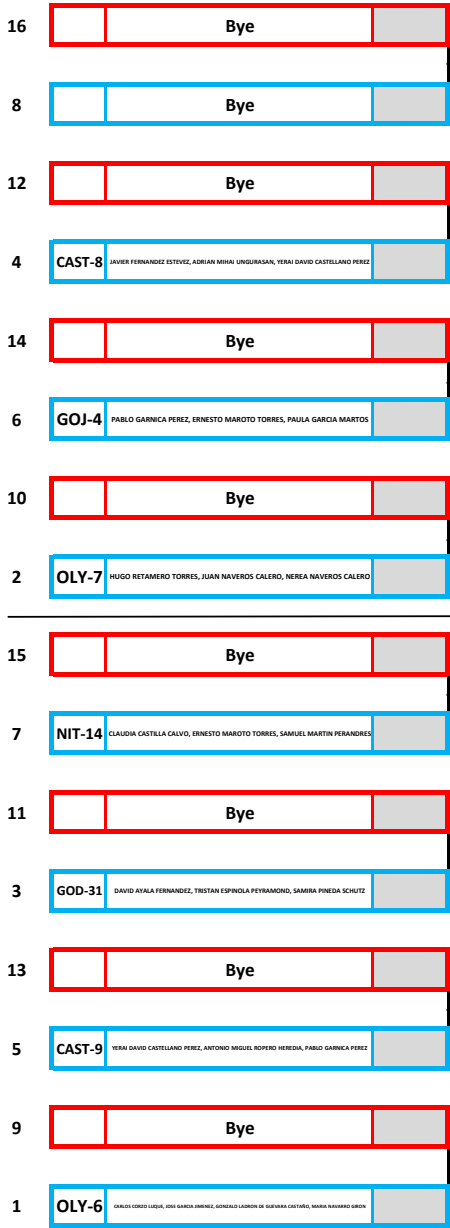 16 Bye
8 Bye
12 Bye
4 CAST-8 JAVIER FERNANDEZ ESTEVEZ, ADRIAN MIHAI UNGURASAN, YERAI DAVID CASTELLANO PEREZ
14 Bye
6 GOJ-4 PABLO GARNICA PEREZ, ERNESTO MAROTO TORRES, PAULA GARCIA MARTOS
10 Bye
2 OLY-7 HUGO RETAMERO TORRES, JUAN NAVEROS CALERO, NEREA NAVEROS CALERO
15 Bye
7 NIT-14 CLAUDIA CASTILLA CALVO, ERNESTO MAROTO TORRES, SAMUEL MARTIN PERANDRES
11 Bye
3 GOD-31 DAVID AYALA FERNANDEZ, TRISTAN ESPINOLA PEYRAMOND, SAMIRA PINEDA SCHUTZ
13 Bye
5 CAST-9 YERAI DAVID CASTELLANO PEREZ, ANTONIO MIGUEL ROPERO HEREDIA, PABLO GARNICA PEREZ
9 Bye
1 OLY-6 CARLOS CORZO LUQUE, JOSE GARCIA JIMENEZ, GONZALO LADRON DE GUEVARA CASTAÑO, MARIA NAVARRO GIRON